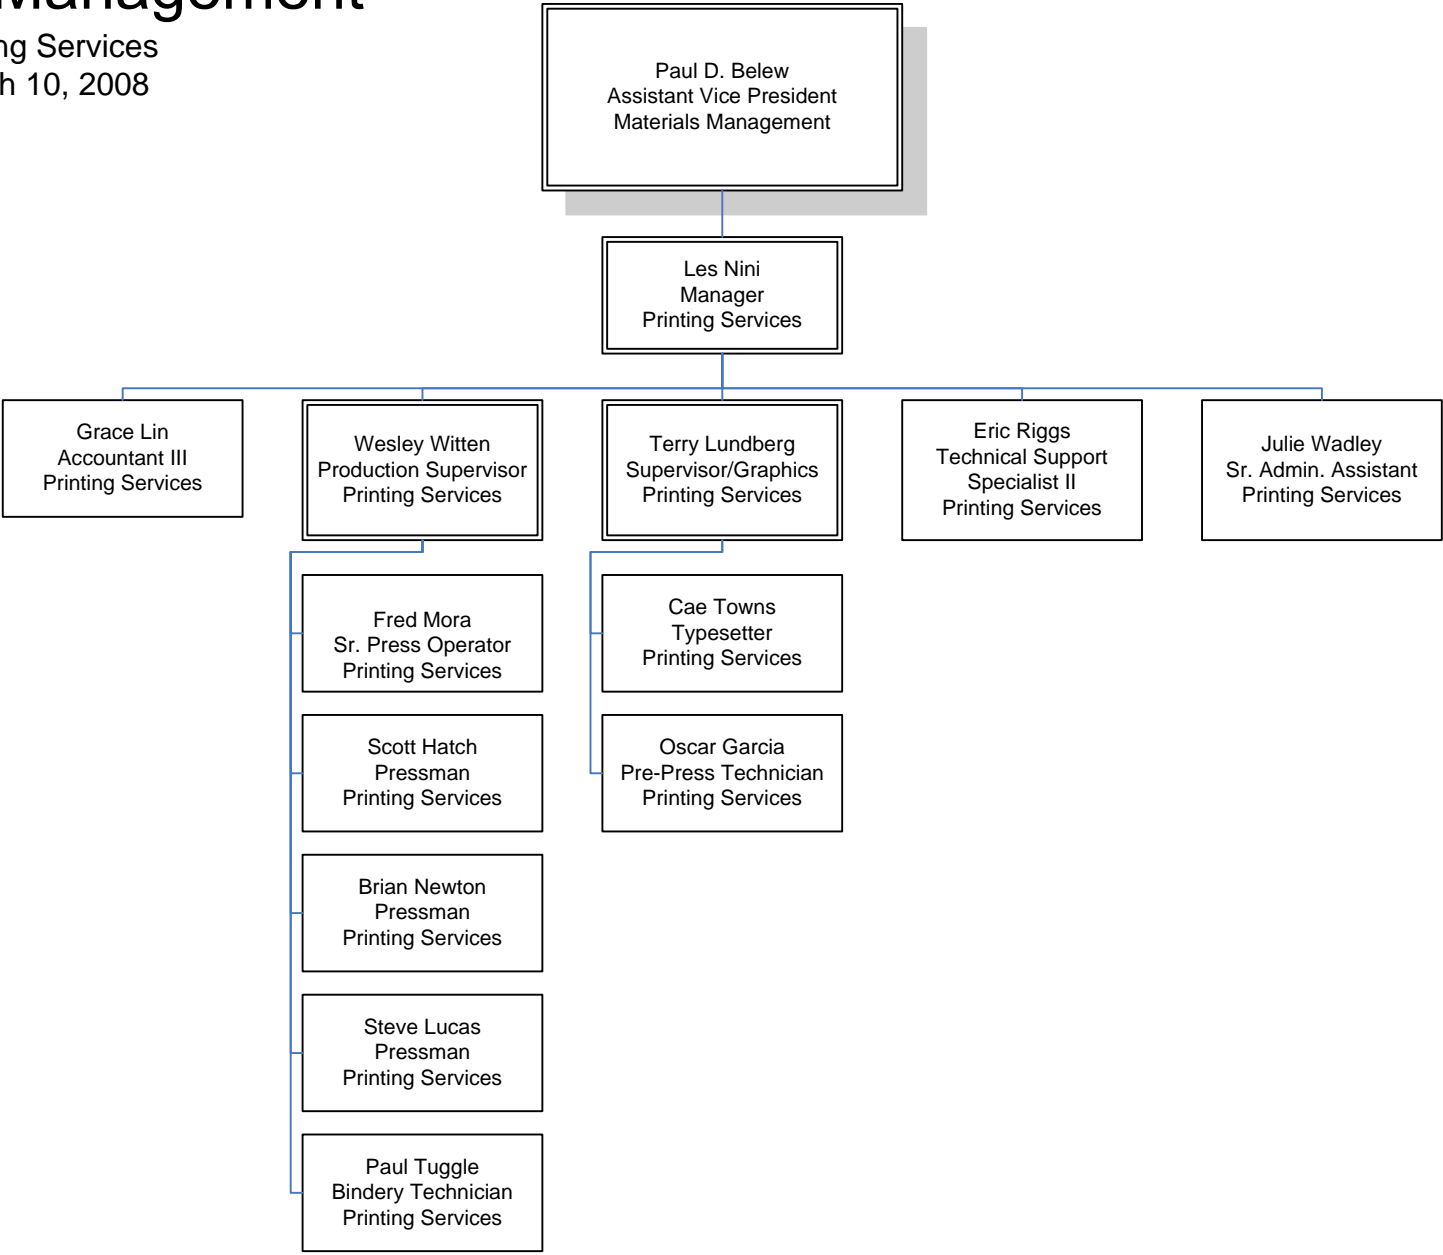 Management
ng Services
h 10, 2008
Paul D. Belew
Assistant Vice President
Materials Management
Les Nini
Manager
Printing Services
Grace Lin
Accountant III
Printing Services
Wesley Witten
Production Supervisor
Printing Services
Terry Lundberg
Supervisor/Graphics
Printing Services
Eric Riggs
Technical Support
Specialist II
Printing Services
Julie Wadley
Sr. Admin. Assistant
Printing Services
Fred Mora
Sr. Press Operator
Printing Services
Scott Hatch
Pressman
Printing Services
Brian Newton
Pressman
Printing Services
Steve Lucas
Pressman
Printing Services
Paul Tuggle
Bindery Technician
Printing Services
Cae Towns
Typesetter
Printing Services
Oscar Garcia
Pre-Press Technician
Printing Services